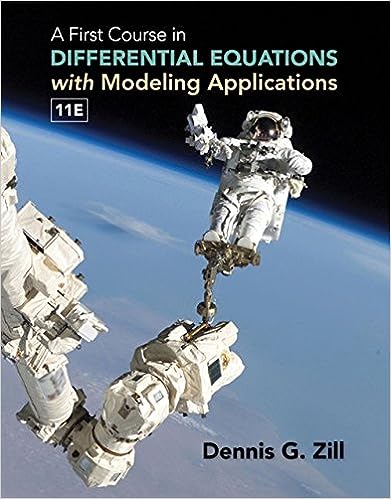 A First Course in
DIFFERENTIAL EQUATIONS
with Modeling Applications
11E
Dennis G. Zill